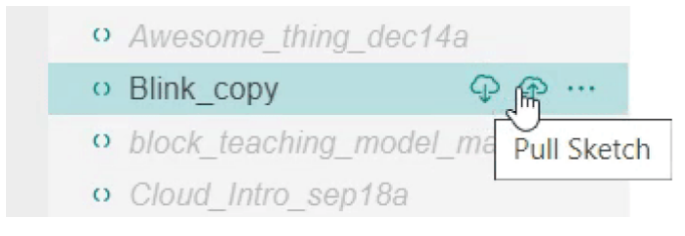 Awesome_thing_dec14a
Blink_copy
block_teaching_model_ma
Pull Sketch
Cloud_Intro_sep18a